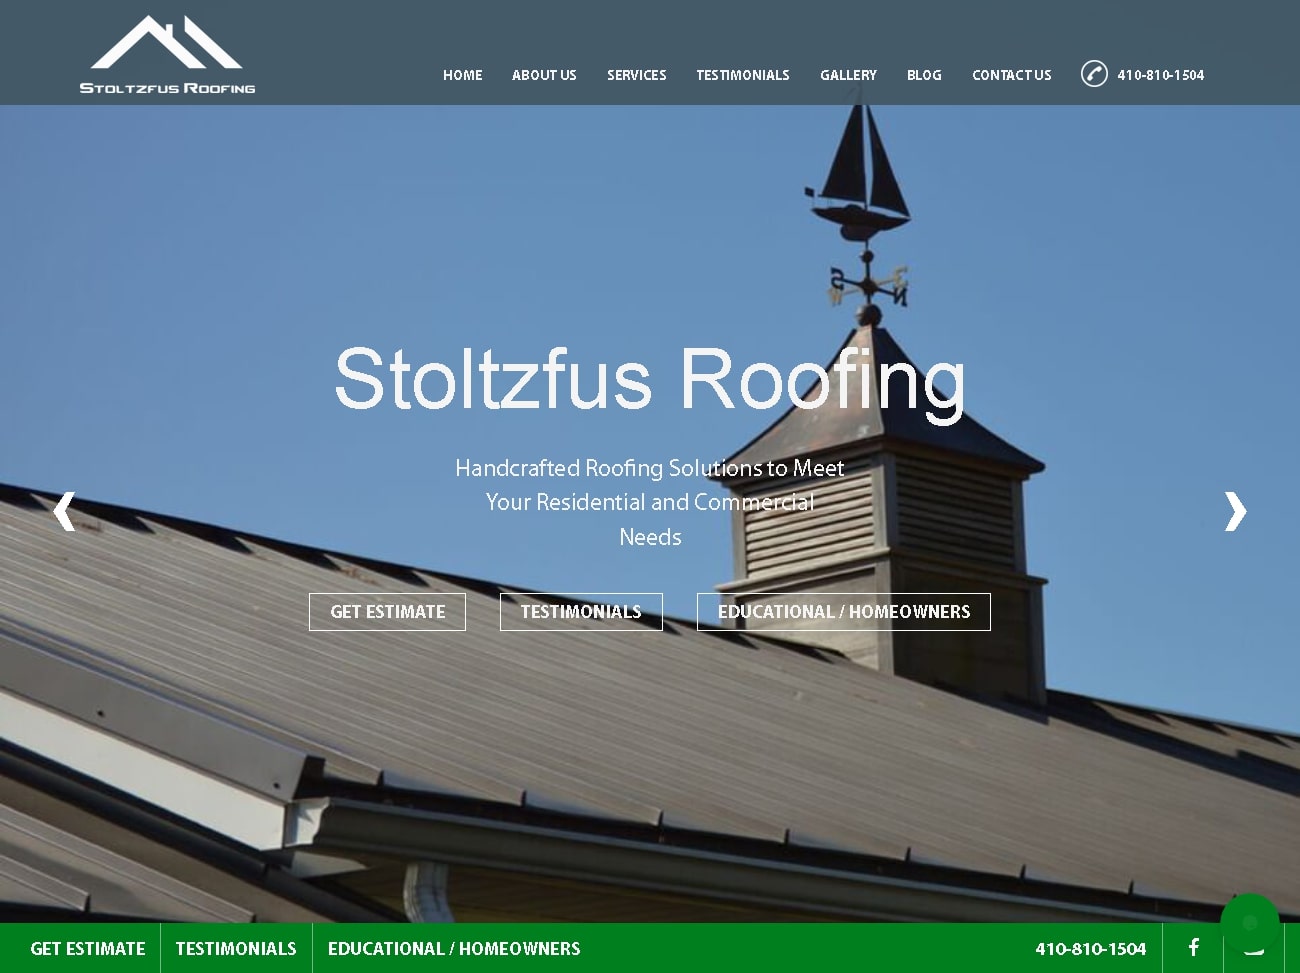 STOLTZFUS ROOFING
HOME ABOUT US SERVICES TESTIMONIALS GALLERY BLOG CONTACT US 410-810-1504
S E
W N
Stoltzfus Roofing
Handcrafted Roofing Solutions to Meet
Your Residential and Commercial
Needs
GET ESTIMATE TESTIMONIALS EDUCATIONAL / HOMEOWNERS
GET ESTIMATE TESTIMONIALS EDUCATIONAL / HOMEOWNERS 410-810-1504